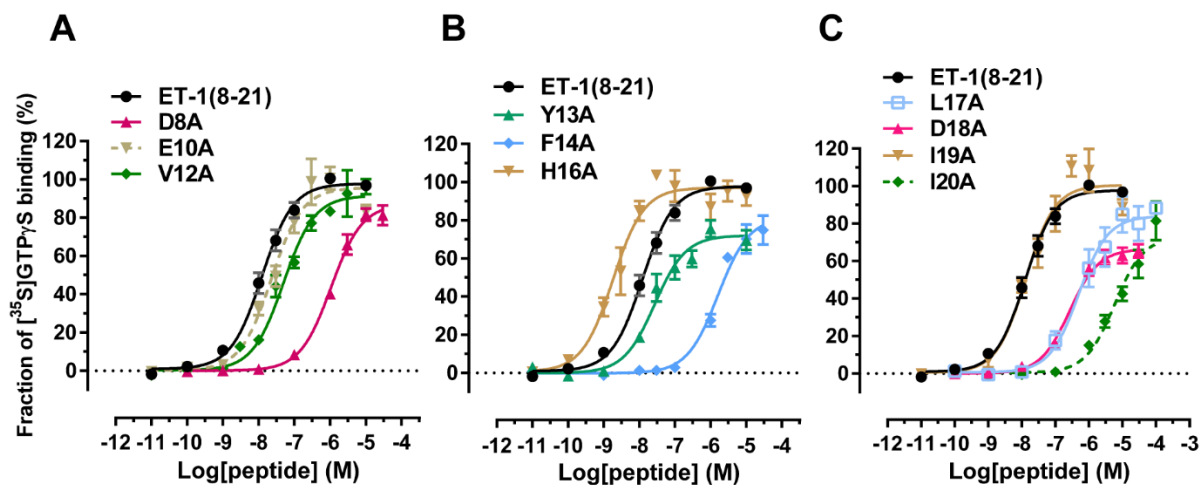 A
ET-1(8-21)
D8A
E10A
V12A
Fraction of [³⁵S]GTPγS binding (%)
120
100
80
60
40
20
0
-12 -11 -10 -9 -8 -7 -6 -5 -4
Log[peptide] (M)
B
ET-1(8-21)
Y13A
F14A
H16A
120
100
80
60
40
20
0
-12 -11 -10 -9 -8 -7 -6 -5 -4
Log[peptide] (M)
C
ET-1(8-21)
L17A
D18A
I19A
I20A
120
100
80
60
40
20
0
-12 -11 -10 -9 -8 -7 -6 -5 -4 -3
Log[peptide] (M)